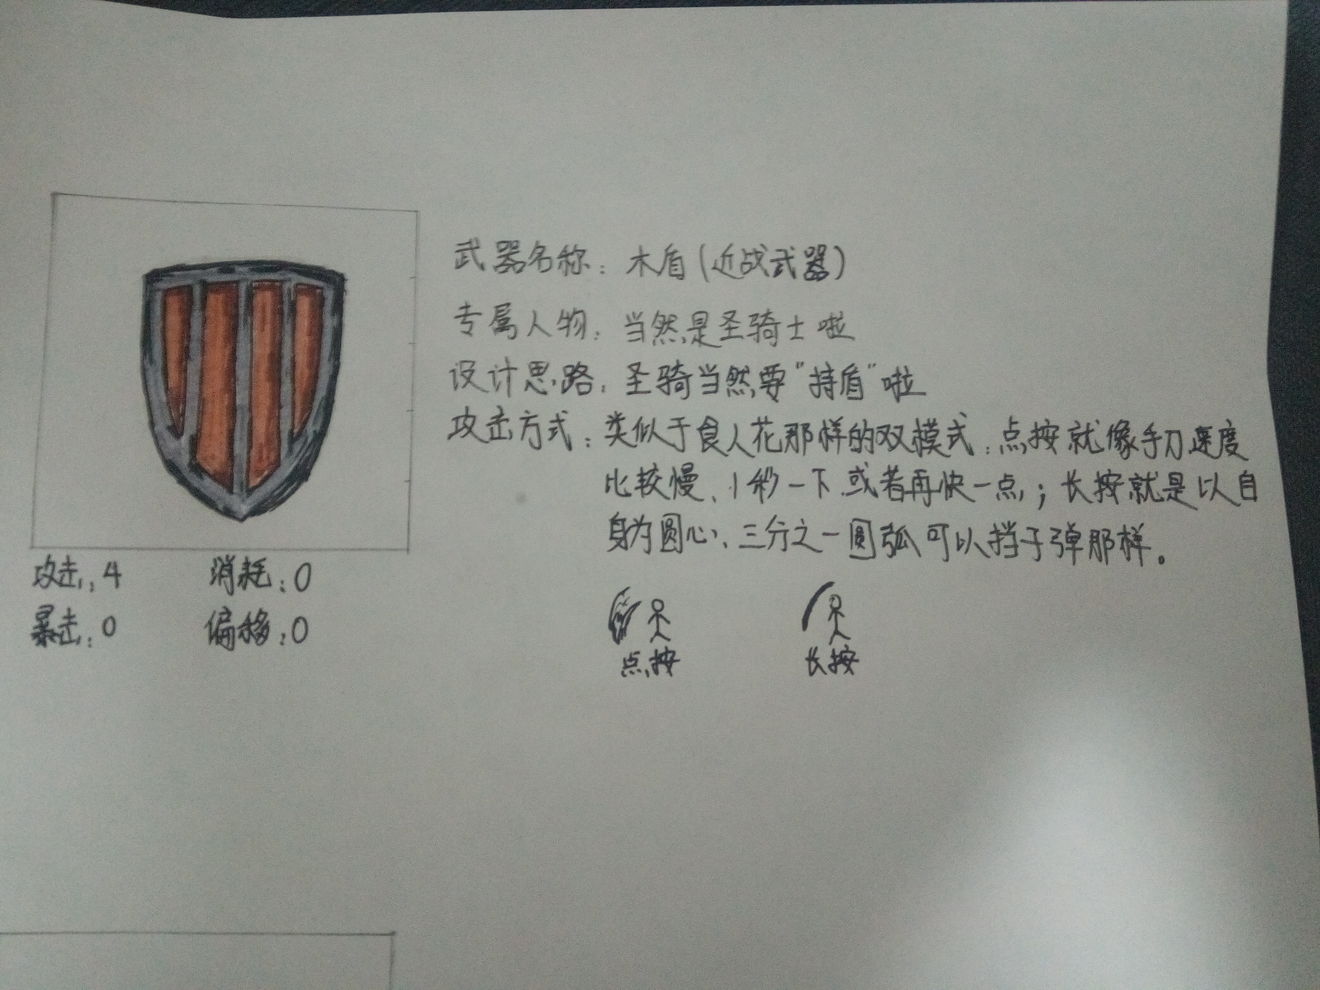 武器名称：木盾(近战武器)
专属人物：当然是圣骑士啦
设计思路：圣骑当然要“持盾”啦
攻击方式：类似于食人花那样的双模式，点按就像手刀速度
比较慢、1秒一下或者再快一点；长按就是以自
身为圆心、三分之一圆弧可以挡子弹那样。
攻击：4 消耗：0
暴击：0 偏移：0
点按 长按